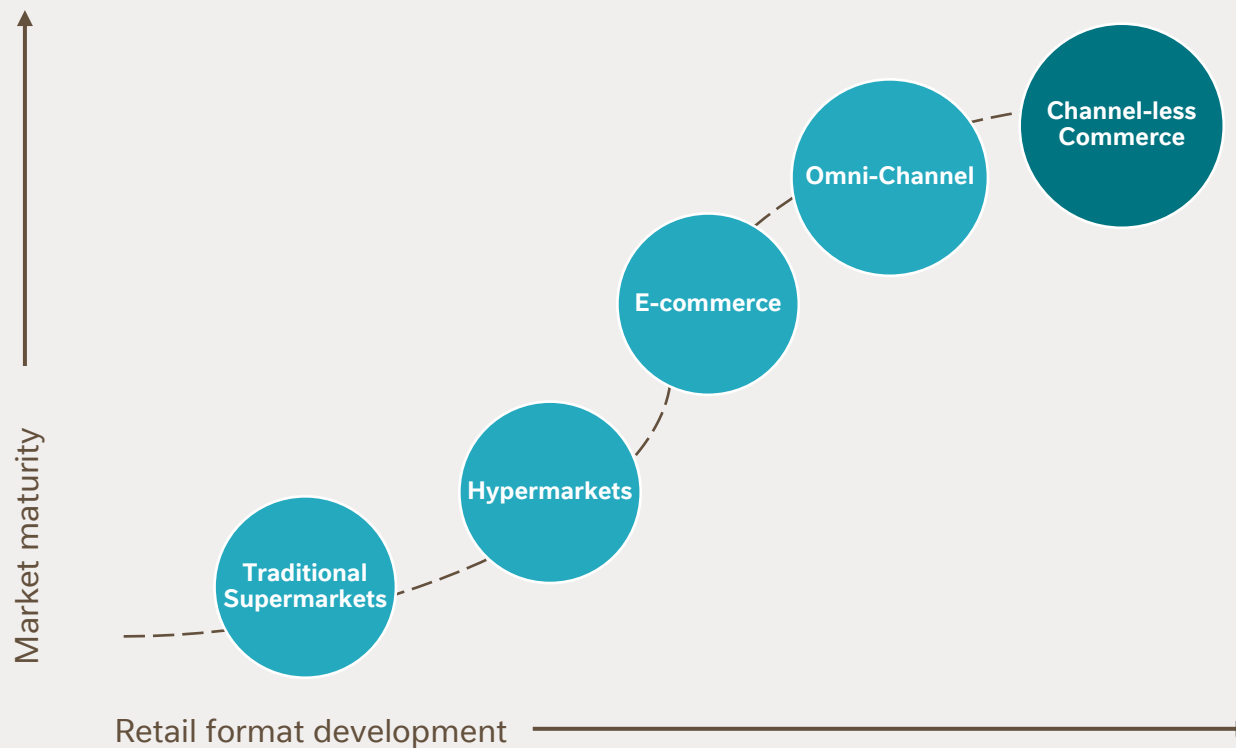 Channel-less
Commerce
Omni-Channel
E-commerce
Hypermarkets
Traditional
Supermarkets
Market maturity
Retail format development